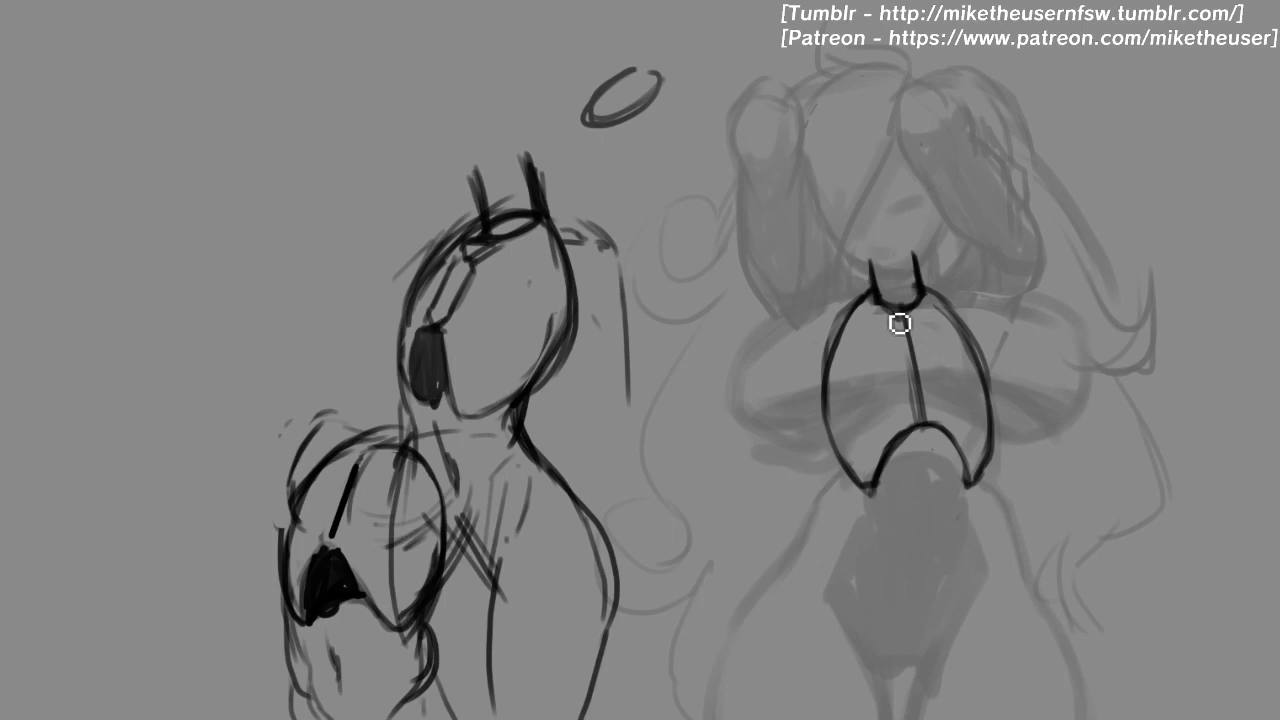 [Tumblr - http://miketheusernfsw.tumblr.com/]
[Patreon - https://www.patreon.com/miketheuser]